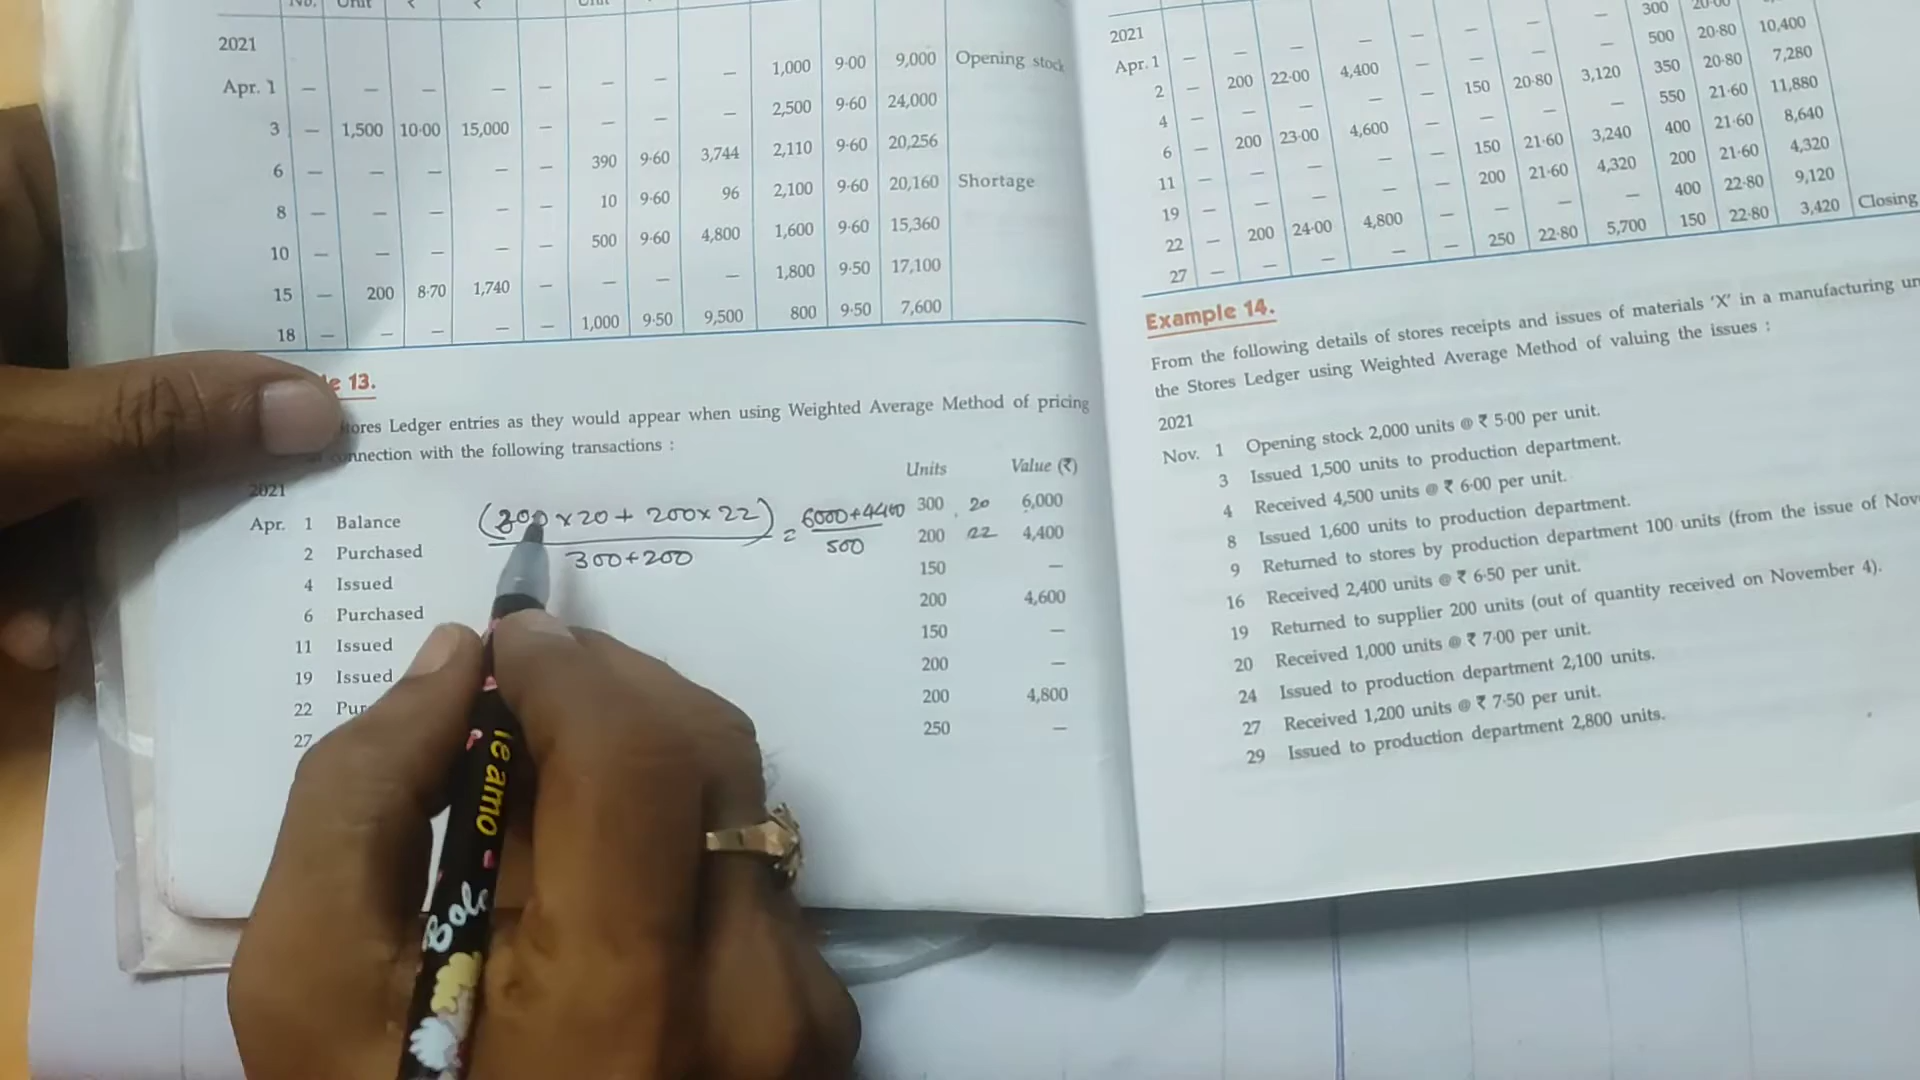 No. Unit ₹ ₹ Unit
2021
Apr. 1 — — — — — — — — 1,000 9·00 9,000 Opening stock
3 — 1,500 10·00 15,000 — — — — 2,500 9·60 24,000
6 — — — — — 390 9·60 3,744 2,110 9·60 20,256
8 — — — — — 10 9·60 96 2,100 9·60 20,160 Shortage
10 — — — — — 500 9·60 4,800 1,600 9·60 15,360
15 — 200 8·70 1,740 — — — — 1,800 9·50 17,100
18 — — — — — 1,000 9·50 9,500 800 9·50 7,600
e 13.
tores Ledger entries as they would appear when using Weighted Average Method of pricing
onnection with the following transactions :
Units Value (₹)
2021
Apr. 1 Balance 300 20 6,000
2 Purchased 200 22 4,400
4 Issued 150 —
6 Purchased 200 4,600
11 Issued 150 —
19 Issued 200 —
22 Pur 200 4,800
27 250 —
(300 × 20 + 200 × 22) = 6000+4400
300+200 500
2021
Apr. 1 — — — — — — — — 300 20·00
2 — 200 22·00 4,400 — — — — 500 20·80 10,400
4 — — — — — 150 20·80 3,120 350 20·80 7,280
6 — 200 23·00 4,600 — — — — 550 21·60 11,880
11 — — — — — 150 21·60 3,240 400 21·60 8,640
19 — — — — — 200 21·60 4,320 200 21·60 4,320
22 — 200 24·00 4,800 — — — — 400 22·80 9,120
27 — — — — — 250 22·80 5,700 150 22·80 3,420 Closing
Example 14.
From the following details of stores receipts and issues of materials 'X' in a manufacturing un
the Stores Ledger using Weighted Average Method of valuing the issues :
2021
Nov. 1 Opening stock 2,000 units @ ₹ 5·00 per unit.
3 Issued 1,500 units to production department.
4 Received 4,500 units @ ₹ 6·00 per unit.
8 Issued 1,600 units to production department.
9 Returned to stores by production department 100 units (from the issue of Nov
16 Received 2,400 units @ ₹ 6·50 per unit.
19 Returned to supplier 200 units (out of quantity received on November 4).
20 Received 1,000 units @ ₹ 7·00 per unit.
24 Issued to production department 2,100 units.
27 Received 1,200 units @ ₹ 7·50 per unit.
29 Issued to production department 2,800 units.
Te amo